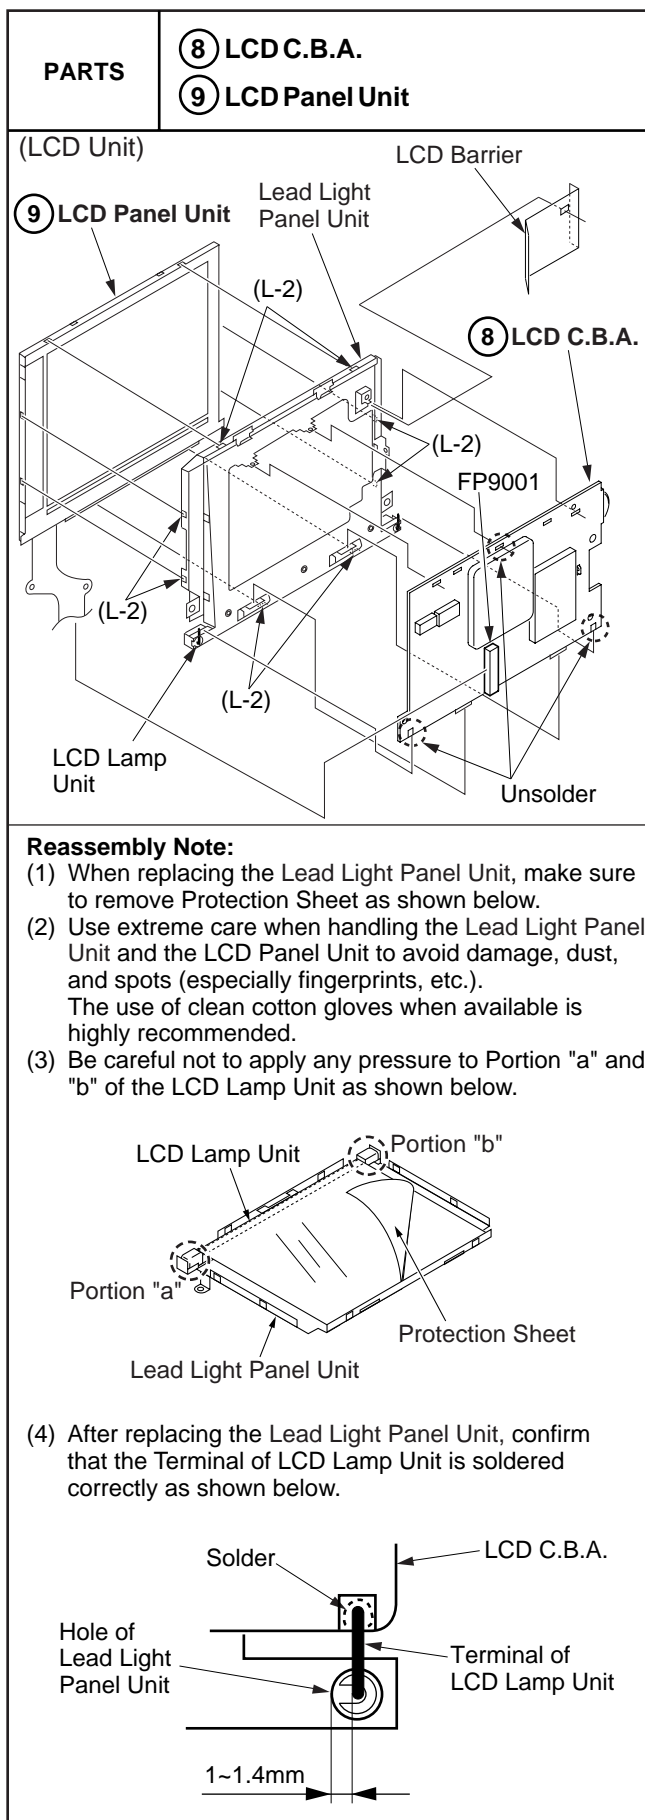 PARTS
8 LCD C.B.A.
9 LCD Panel Unit
(LCD Unit)
LCD Barrier
Lead Light
Panel Unit
9 LCD Panel Unit
(L-2)
8 LCD C.B.A.
(L-2)
FP9001
(L-2)
(L-2)
LCD Lamp
Unit
Unsolder
Reassembly Note:
(1) When replacing the Lead Light Panel Unit, make sure
to remove Protection Sheet as shown below.
(2) Use extreme care when handling the Lead Light Panel
Unit and the LCD Panel Unit to avoid damage, dust,
and spots (especially fingerprints, etc.).
The use of clean cotton gloves when available is
highly recommended.
(3) Be careful not to apply any pressure to Portion "a" and
"b" of the LCD Lamp Unit as shown below.
Portion "b"
LCD Lamp Unit
Portion "a"
Protection Sheet
Lead Light Panel Unit
(4) After replacing the Lead Light Panel Unit, confirm
that the Terminal of LCD Lamp Unit is soldered
correctly as shown below.
Solder
LCD C.B.A.
Hole of
Lead Light
Panel Unit
Terminal of
LCD Lamp Unit
1~1.4mm